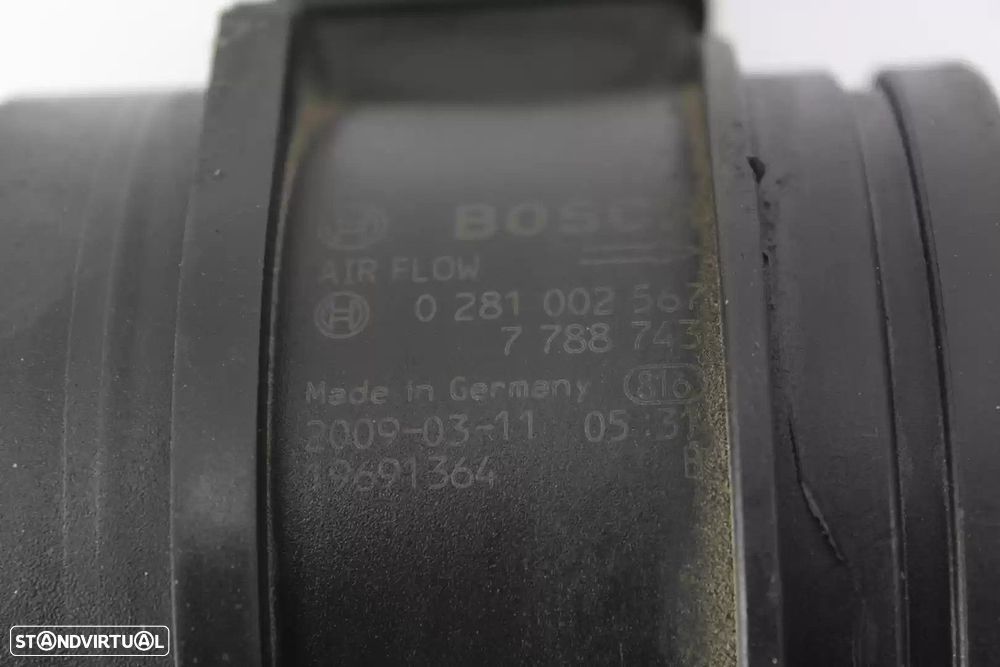 BOSCH
AIR FLOW
0 281 002 567
7 788 743
Made in Germany 816
2009-03-11 05:31
19691364 B
STANDVIRTUAL